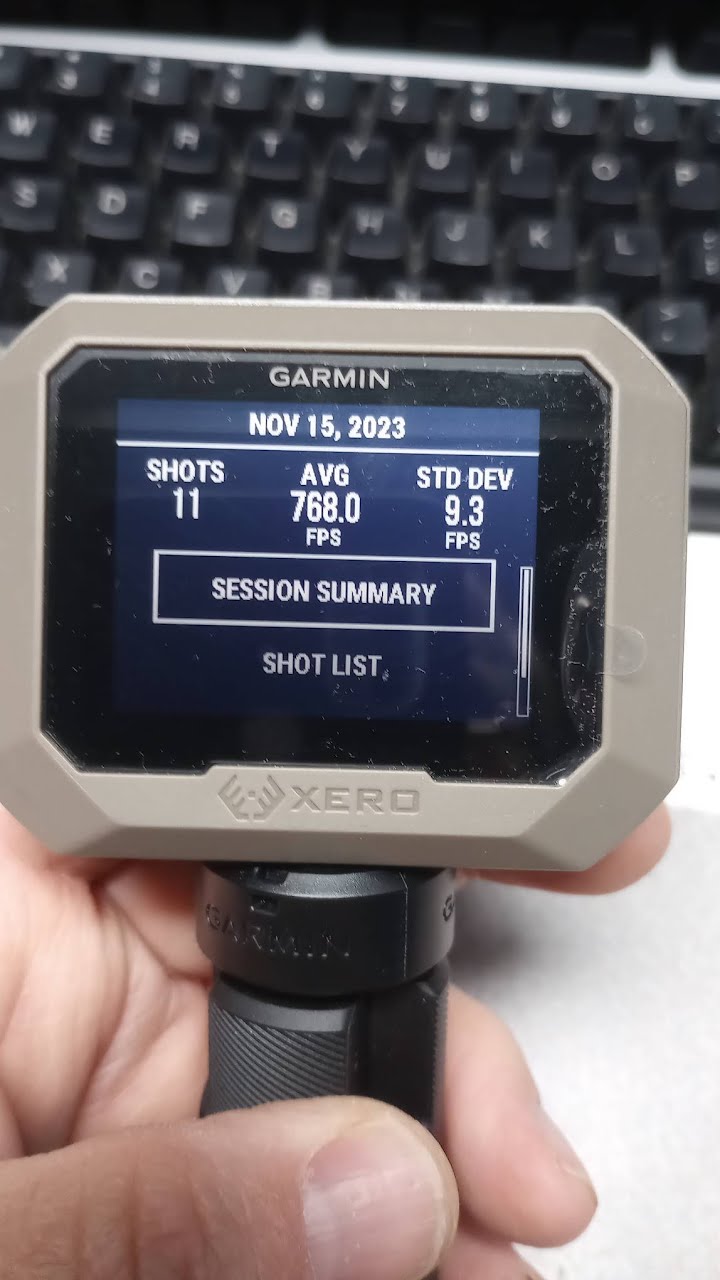 W E R T Y U I O P
S D F G H J K L
X C V
GARMIN
NOV 15, 2023
SHOTS AVG STD DEV
11 768.0 9.3
FPS FPS
SESSION SUMMARY
SHOT LIST
XERO
GARMIN